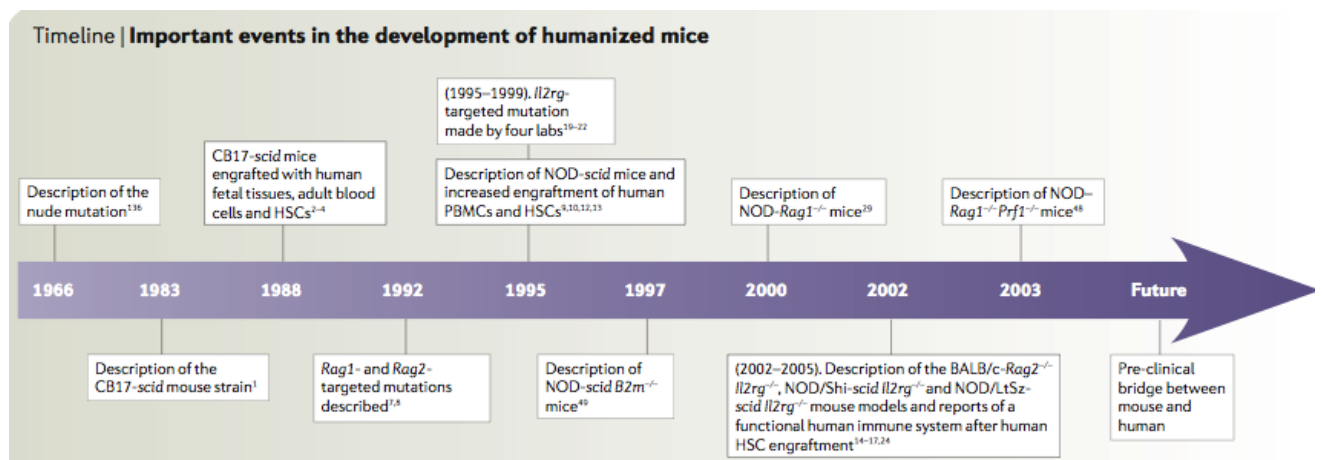 Timeline | Important events in the development of humanized mice
(1995–1999). Il2rg-
targeted mutation
made by four labs19–22
Description of the
nude mutation136
CB17-scid mice
engrafted with human
fetal tissues, adult blood
cells and HSCs2–4
Description of NOD-scid mice and
increased engraftment of human
PBMCs and HSCs9,10,12,13
Description of
NOD-Rag1–/– mice29
Description of NOD–
Rag1–/–Prf1–/– mice48
1966 1983 1988 1992 1995 1997 2000 2002 2003 Future
Description of the
CB17-scid mouse strain1
Rag1- and Rag2-
targeted mutations
described7,8
Description of
NOD-scid B2m–/–
mice49
(2002–2005). Description of the BALB/c-Rag2–/–
Il2rg–/–, NOD/Shi-scid Il2rg–/– and NOD/LtSz-
scid Il2rg–/– mouse models and reports of a
functional human immune system after human
HSC engraftment14–17,24
Pre-clinical
bridge between
mouse and
human